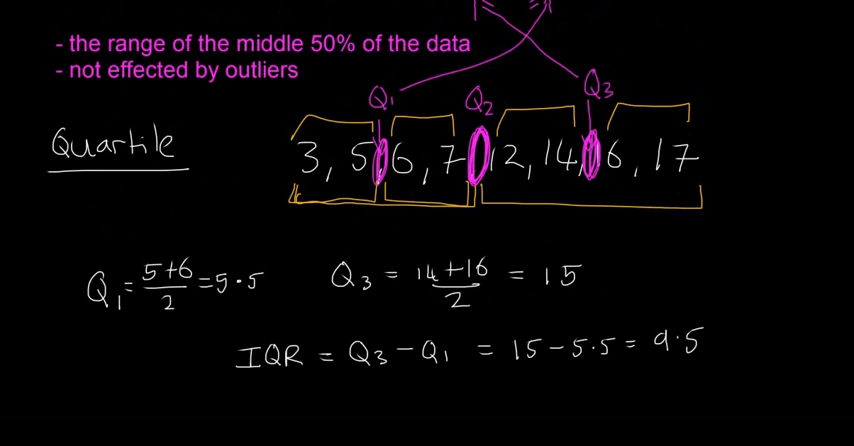 - the range of the middle 50% of the data
- not effected by outliers
Q1 Q2 Q3
Quartile
3, 5, 6, 7 12, 14, 16, 17
Q1 = 5+6/2 = 5.5 Q3 = 14+16/2 = 15
IQR = Q3 - Q1 = 15 - 5.5 = 9.5